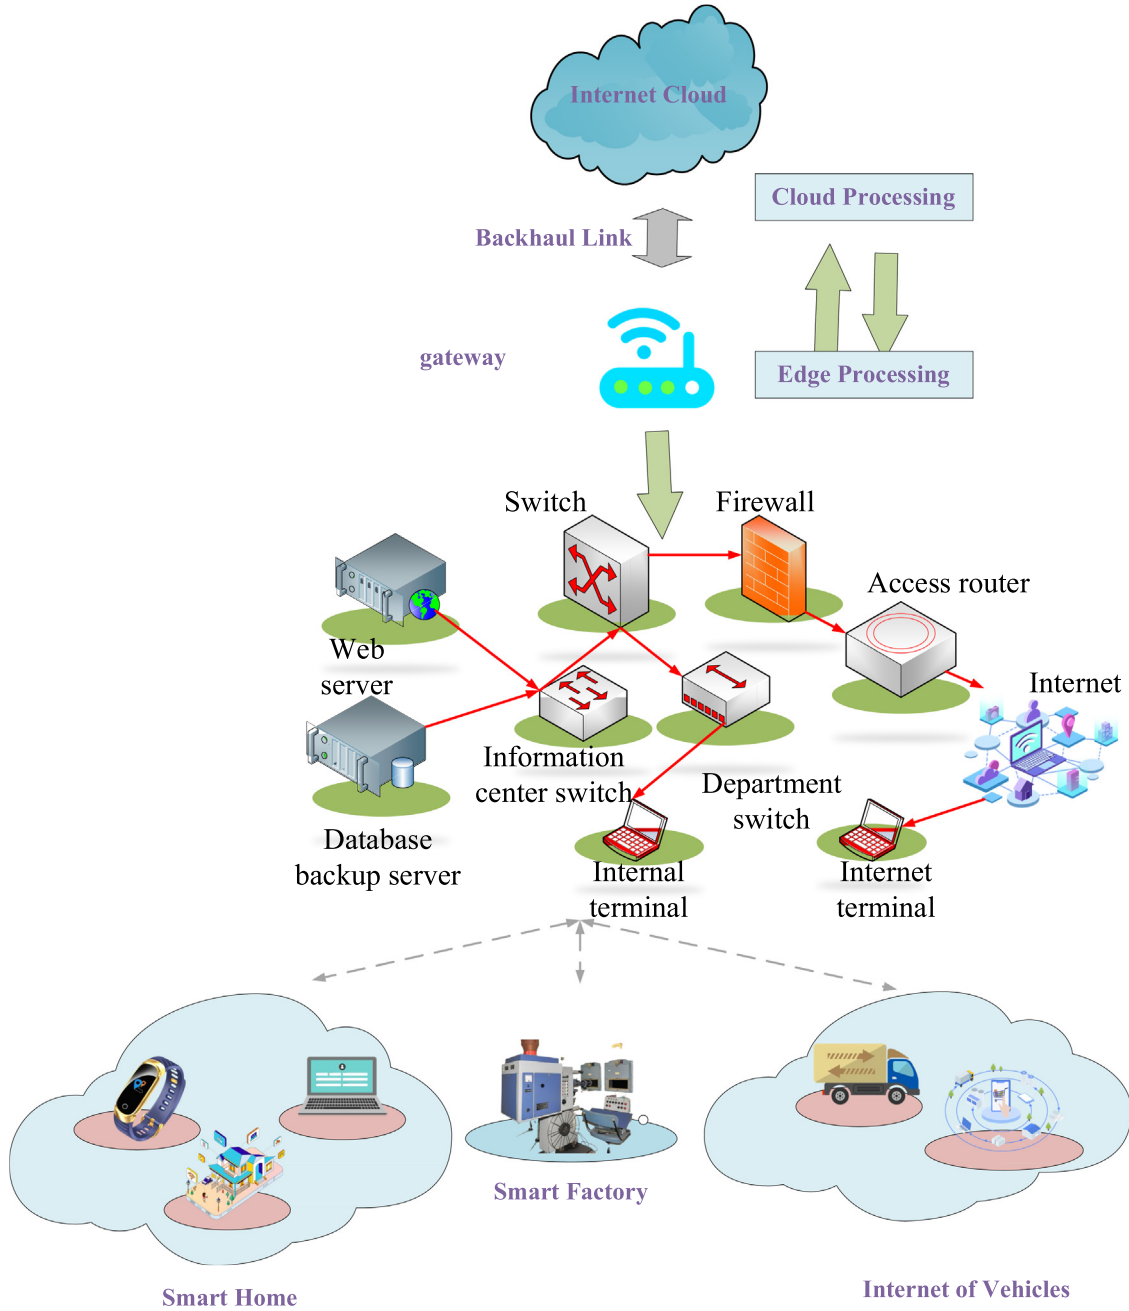 Internet Cloud
Cloud Processing
Backhaul Link
gateway
Edge Processing
Switch
Firewall
Access router
Web
server
Internet
Information
center switch
Department
switch
Database
backup server
Internal
terminal
Internet
terminal
Smart Factory
Smart Home
Internet of Vehicles